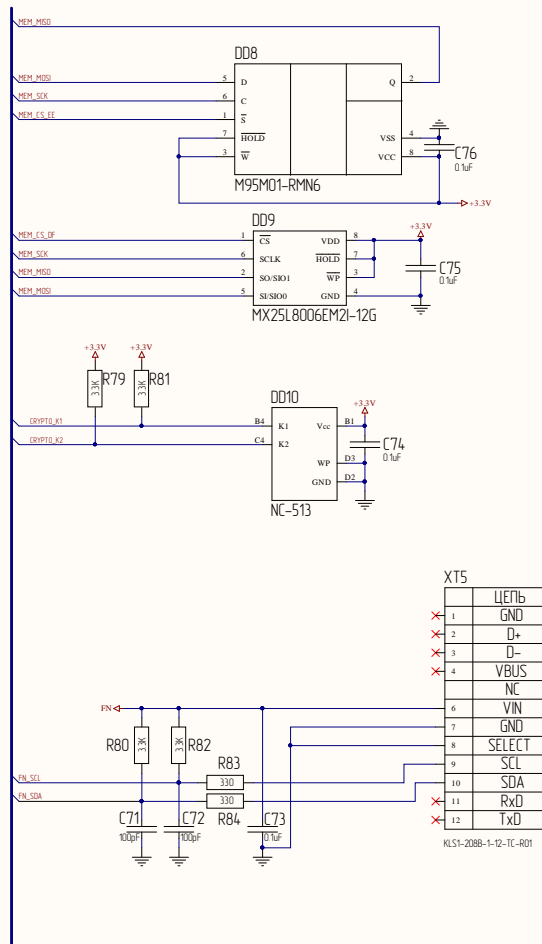 MEM_MISO
DD8
MEM_MOSI 5 D Q 2
MEM_SCK 6 C
MEM_CS_EE 1 S
7 HOLD VSS 4
3 W VCC 8
C76
0.1uF
M95M01-RMN6
+3.3V
DD9
MEM_CS_DF 1 CS VDD 8 +3.3V
MEM_SCK 6 SCLK HOLD 7
MEM_MISO 2 SO/SIO1 WP 3
MEM_MOSI 5 SI/SIO0 GND 4
C75
0.1uF
MX25L8006EM2I-12G
+3.3V +3.3V
R79 3.3K R81 3.3K
DD10 +3.3V
CRYPTO_K1 B4 K1 Vcc B1
CRYPTO_K2 C4 K2
C74
0.1uF
WP D3
GND D2
NC-513
XT5
ЦЕПЬ
1 GND
2 D+
3 D-
4 VBUS
NC
FN 6 VIN
7 GND
R80 3.3K R82 3.3K 8 SELECT
R83 9 SCL
FN_SCL 330 10 SDA
FN_SDA 330 11 RxD
C71 C72 R84 C73 12 TxD
100pF 100pF 0.1uF
KLS1-208B-1-12-TC-R01